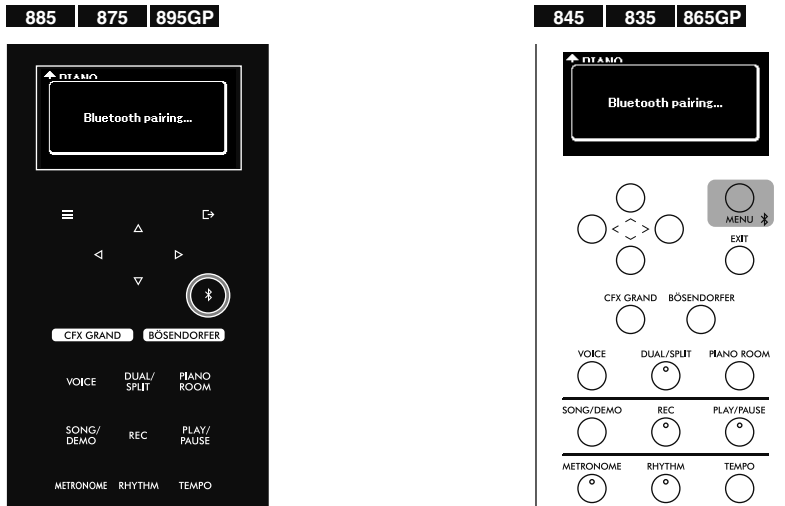 885 875 895GP
PIANO
Bluetooth pairing...
CFX GRAND BÖSENDORFER
VOICE DUAL/SPLIT PIANO ROOM
SONG/DEMO REC PLAY/PAUSE
METRONOME RHYTHM TEMPO
845 835 865GP
PIANO
Bluetooth pairing...
MENU
EXIT
CFX GRAND BÖSENDORFER
VOICE DUAL/SPLIT PIANO ROOM
SONG/DEMO REC PLAY/PAUSE
METRONOME RHYTHM TEMPO